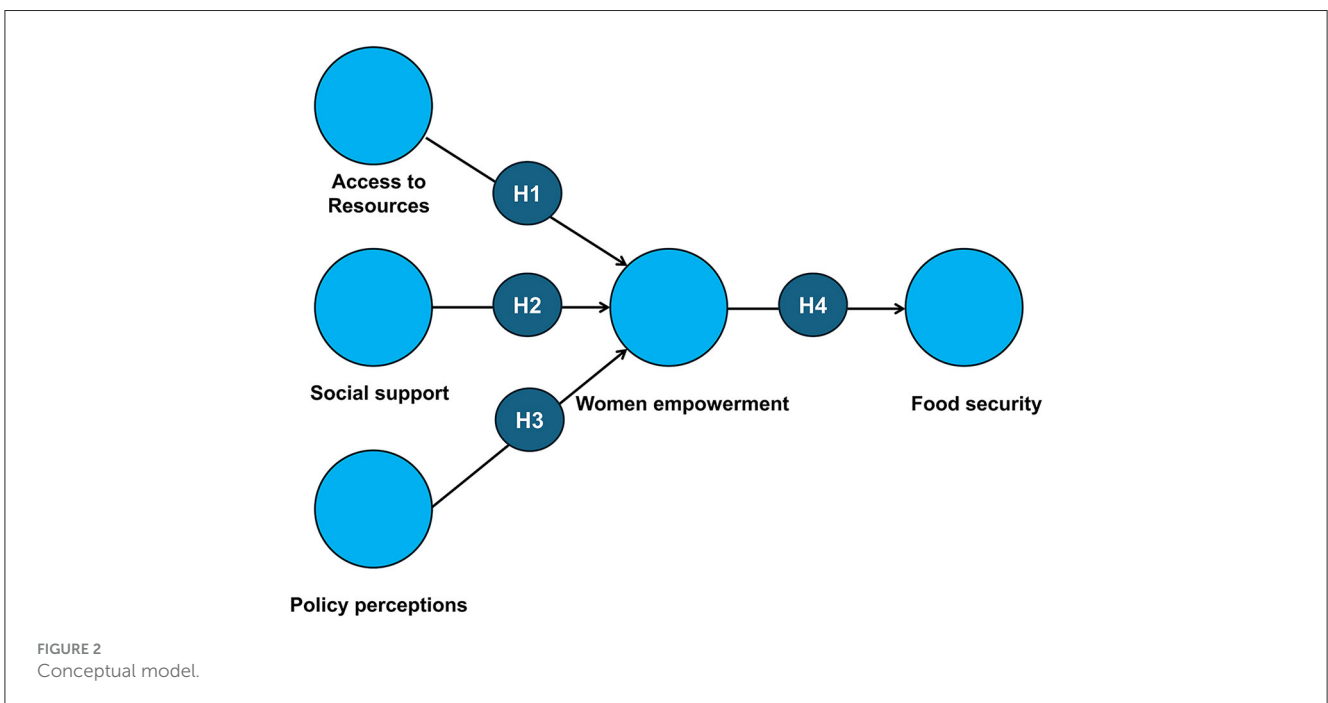 Access to
Resources
H1
Social support
H2
Women empowerment
H4
Food security
H3
Policy perceptions
FIGURE 2
Conceptual model.